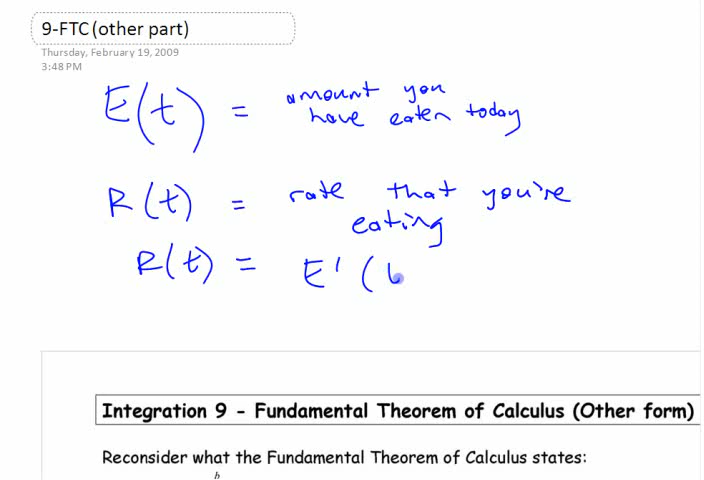 9-FTC (other part)
Thursday, February 19, 2009
3:48 PM
E(t) = amount you
have eaten today
R(t) = rate that you're
eating
R(t) = E'(
Integration 9 - Fundamental Theorem of Calculus (Other form)
Reconsider what the Fundamental Theorem of Calculus states:
b